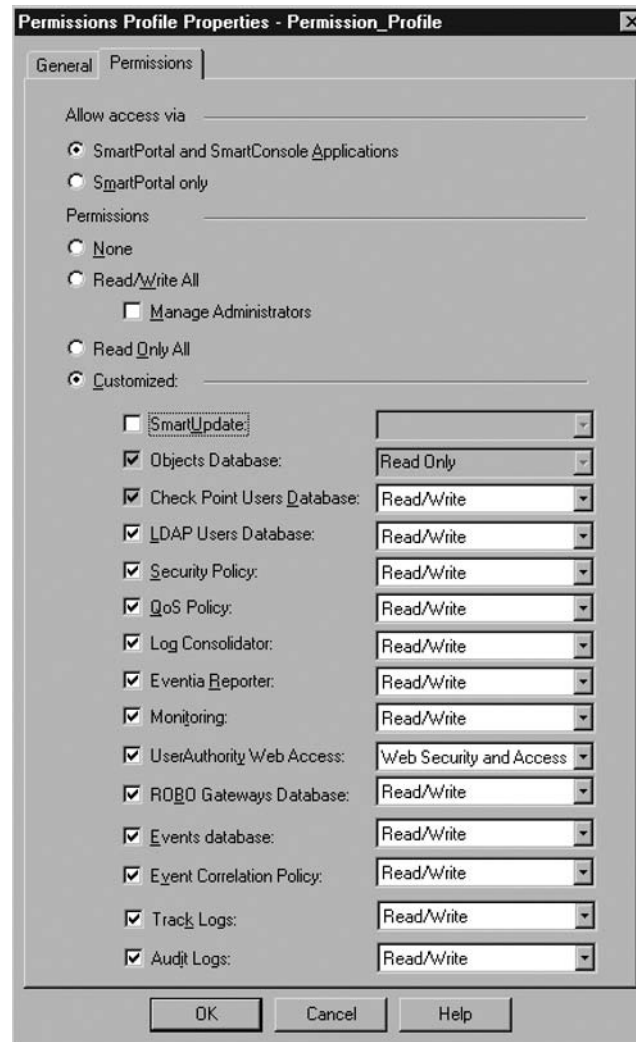 Permissions Profile Properties - Permission_Profile
General Permissions
Allow access via
SmartPortal and SmartConsole Applications
SmartPortal only
Permissions
None
Read/Write All
Manage Administrators
Read Only All
Customized:
SmartUpdate:
Objects Database: Read Only
Check Point Users Database: Read/Write
LDAP Users Database: Read/Write
Security Policy: Read/Write
QoS Policy: Read/Write
Log Consolidator: Read/Write
Eventia Reporter: Read/Write
Monitoring: Read/Write
UserAuthority Web Access: Web Security and Access
ROBO Gateways Database: Read/Write
Events database: Read/Write
Event Correlation Policy: Read/Write
Track Logs: Read/Write
Audit Logs: Read/Write
OK Cancel Help